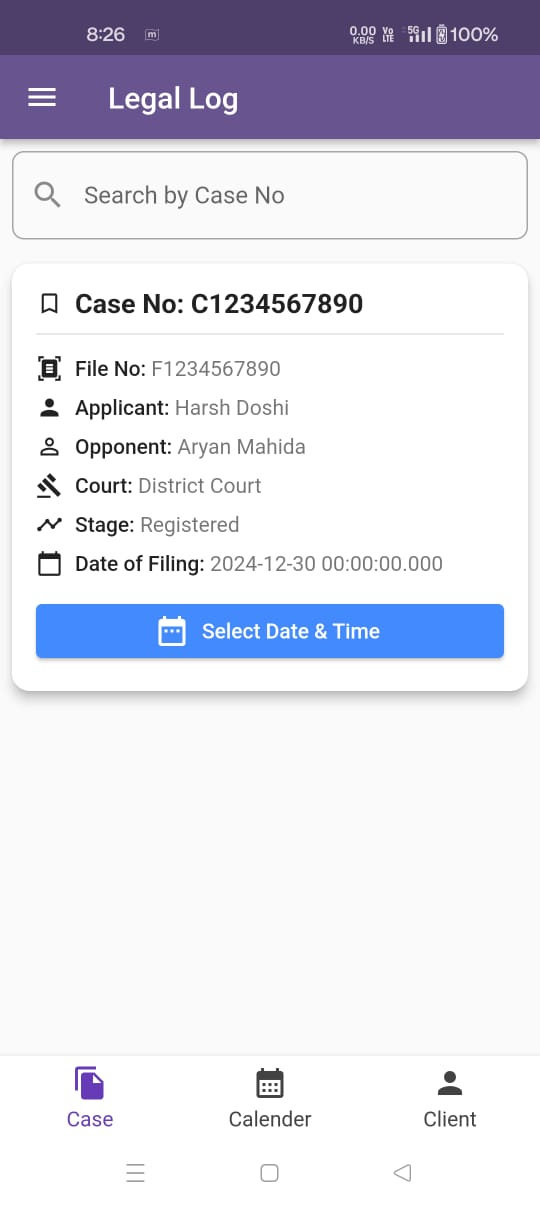 8:26 m 0.00 KB/S Vo LTE 5G 100%
Legal Log
Search by Case No
Case No: C1234567890
File No: F1234567890
Applicant: Harsh Doshi
Opponent: Aryan Mahida
Court: District Court
Stage: Registered
Date of Filing: 2024-12-30 00:00:00.000
Select Date & Time
Case Calender Client